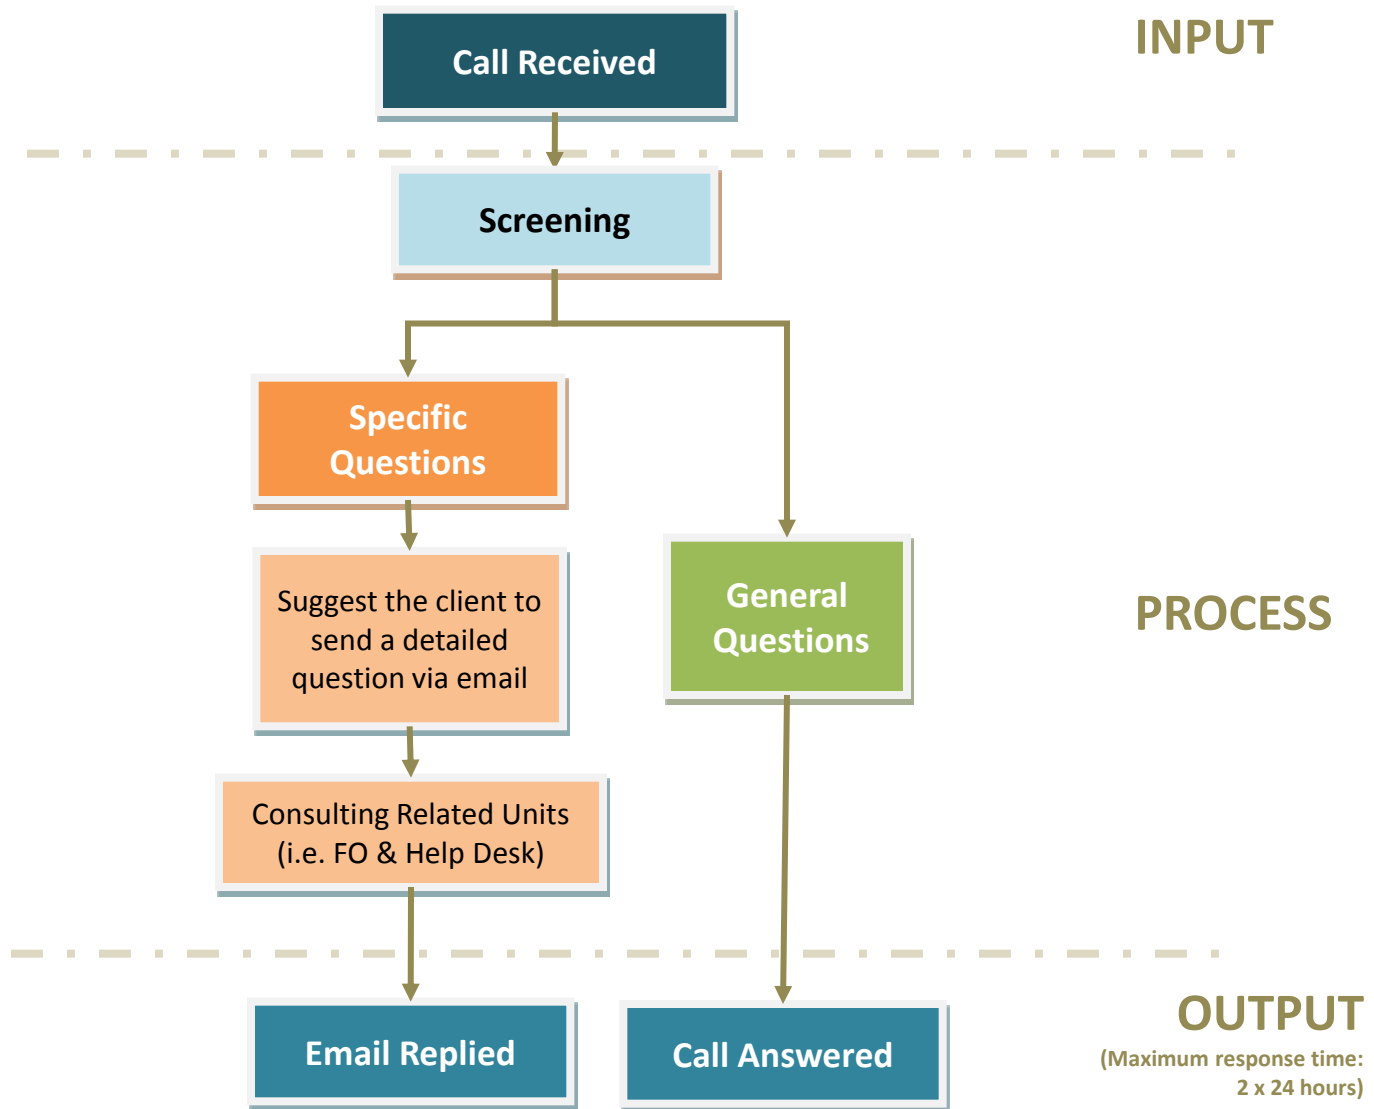 INPUT
Call Received
Screening
Specific
Questions
Suggest the client to
send a detailed
question via email
General
Questions
PROCESS
Consulting Related Units
(i.e. FO & Help Desk)
Email Replied
Call Answered
OUTPUT
(Maximum response time:
2 x 24 hours)